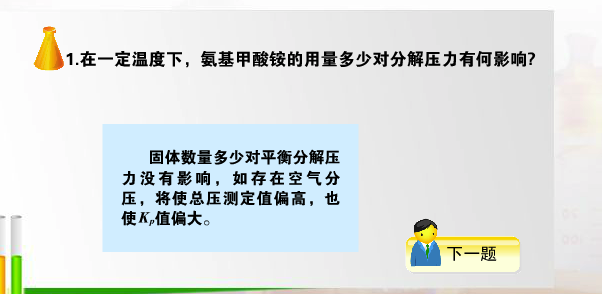 1.在一定温度下，氨基甲酸铵的用量多少对分解压力有何影响？
固体数量多少对平衡分解压
力没有影响，如存在空气分
压，将使总压测定值偏高，也
使Kp值偏大。
下一题